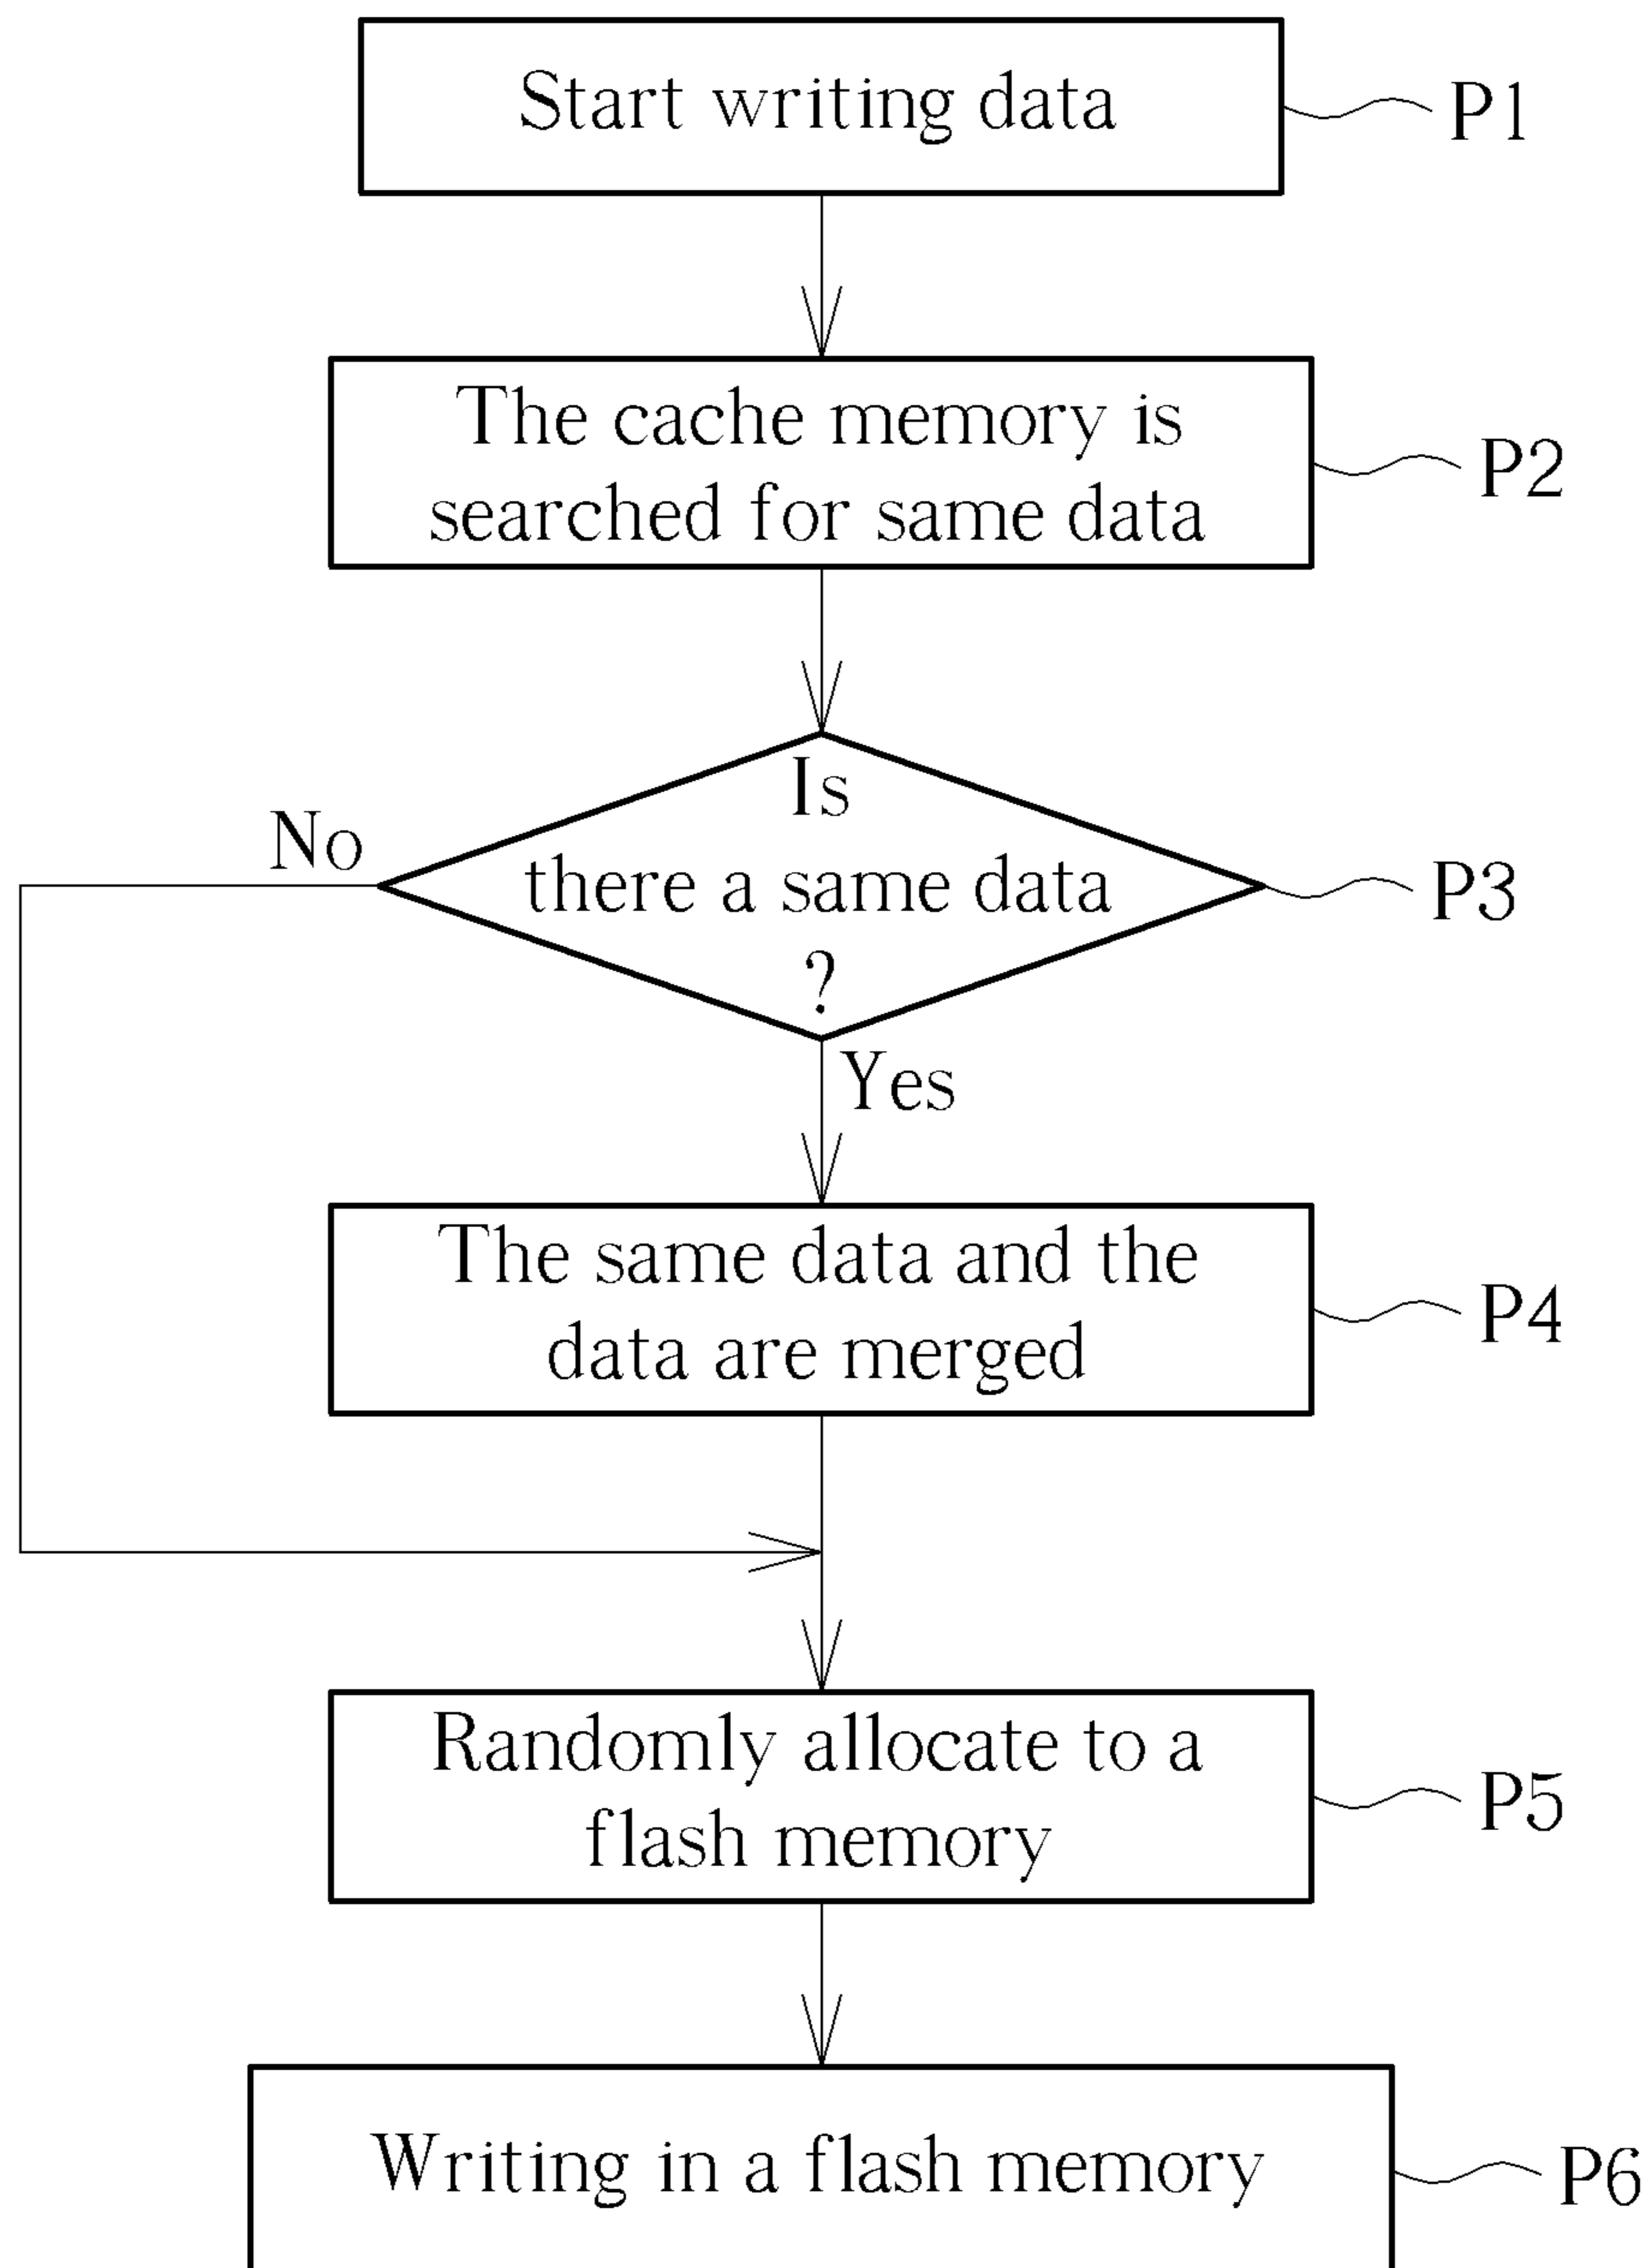 Start writing data
P1
The cache memory is
searched for same data
P2
Is
there a same data
?
P3
No
Yes
The same data and the
data are merged
P4
Randomly allocate to a
flash memory
P5
Writing in a flash memory
P6